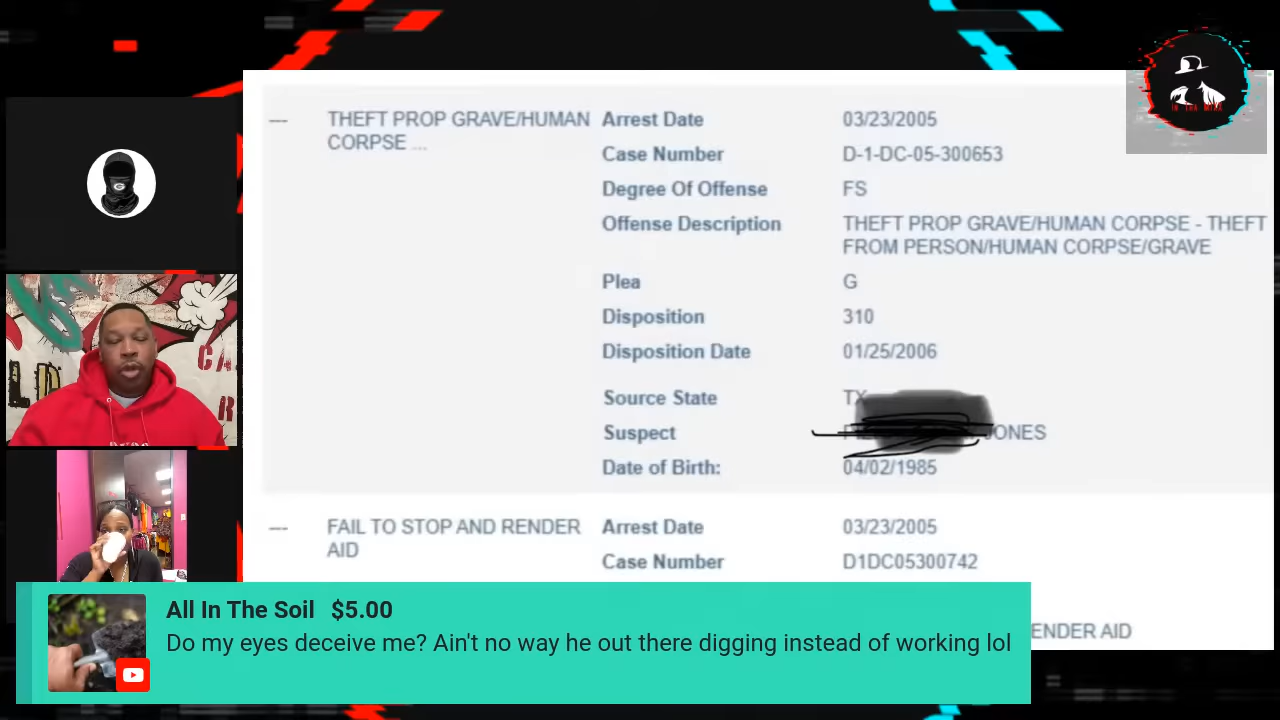 --- THEFT PROP GRAVE/HUMAN
CORPSE ...
Arrest Date 03/23/2005
Case Number D-1-DC-05-300653
Degree Of Offense FS
Offense Description THEFT PROP GRAVE/HUMAN CORPSE - THEFT
FROM PERSON/HUMAN CORPSE/GRAVE
Plea G
Disposition 310
Disposition Date 01/25/2006
Source State TX
Suspect JONES
Date of Birth: 04/02/1985
--- FAIL TO STOP AND RENDER
AID
Arrest Date 03/23/2005
Case Number D1DC05300742
ENDER AID
All In The Soil $5.00
Do my eyes deceive me? Ain't no way he out there digging instead of working lol
IN THA MIXX
G